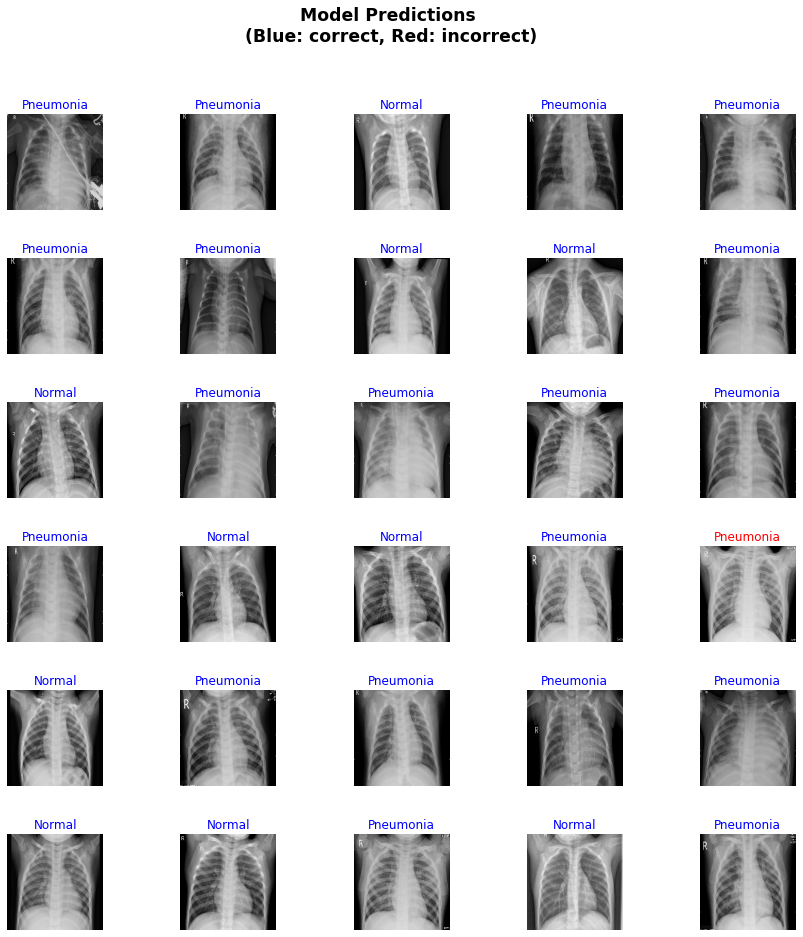 Model Predictions
(Blue: correct, Red: incorrect)
Pneumonia Pneumonia Normal Pneumonia Pneumonia
R R
Pneumonia Pneumonia Normal Normal Pneumonia
R R R
Normal Pneumonia Pneumonia Pneumonia Pneumonia
R
Pneumonia Normal Normal Pneumonia Pneumonia
R R R R
Normal Pneumonia Pneumonia Pneumonia Pneumonia
R R R
Normal Normal Pneumonia Normal Pneumonia
R R R